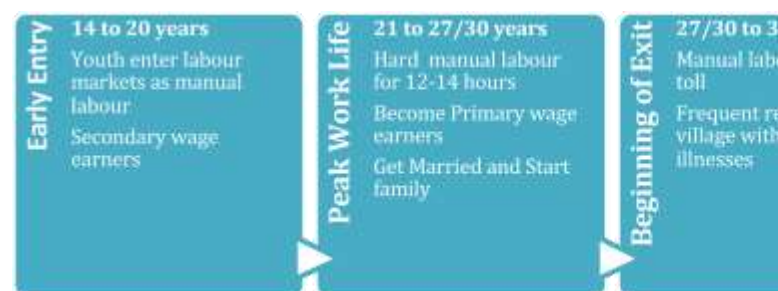 Early Entry
14 to 20 years
Youth enter labour
markets as manual
labour
Secondary wage
earners
Peak Work Life
21 to 27/30 years
Hard manual labour
for 12-14 hours
Become Primary wage
earners
Get Married and Start
family
Beginning of Exit
27/30 to
Manual
toll
Frequent
village with
illnesses